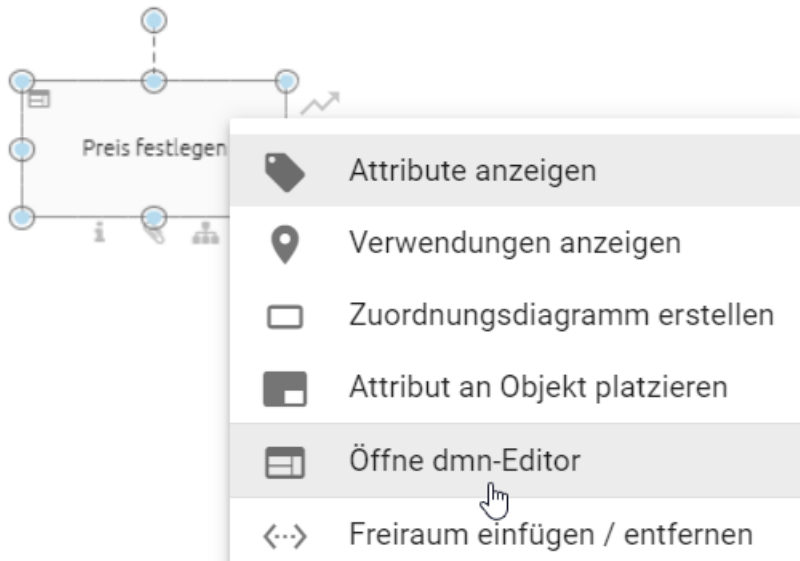 Preis festlegen
Attribute anzeigen
Verwendungen anzeigen
Zuordnungsdiagramm erstellen
Attribut an Objekt platzieren
Öffne dmn-Editor
Freiraum einfügen / entfernen